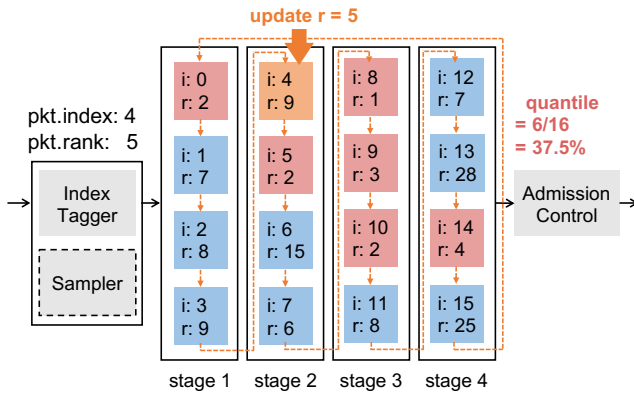 update r = 5
pkt.index: 4
pkt.rank: 5
Index
Tagger
Sampler
i: 0
r: 2
i: 1
r: 7
i: 2
r: 8
i: 3
r: 9
stage 1
i: 4
r: 9
i: 5
r: 2
i: 6
r: 15
i: 7
r: 6
stage 2
i: 8
r: 1
i: 9
r: 3
i: 10
r: 2
i: 11
r: 8
stage 3
i: 12
r: 7
i: 13
r: 28
i: 14
r: 4
i: 15
r: 25
stage 4
quantile
= 6/16
= 37.5%
Admission
Control